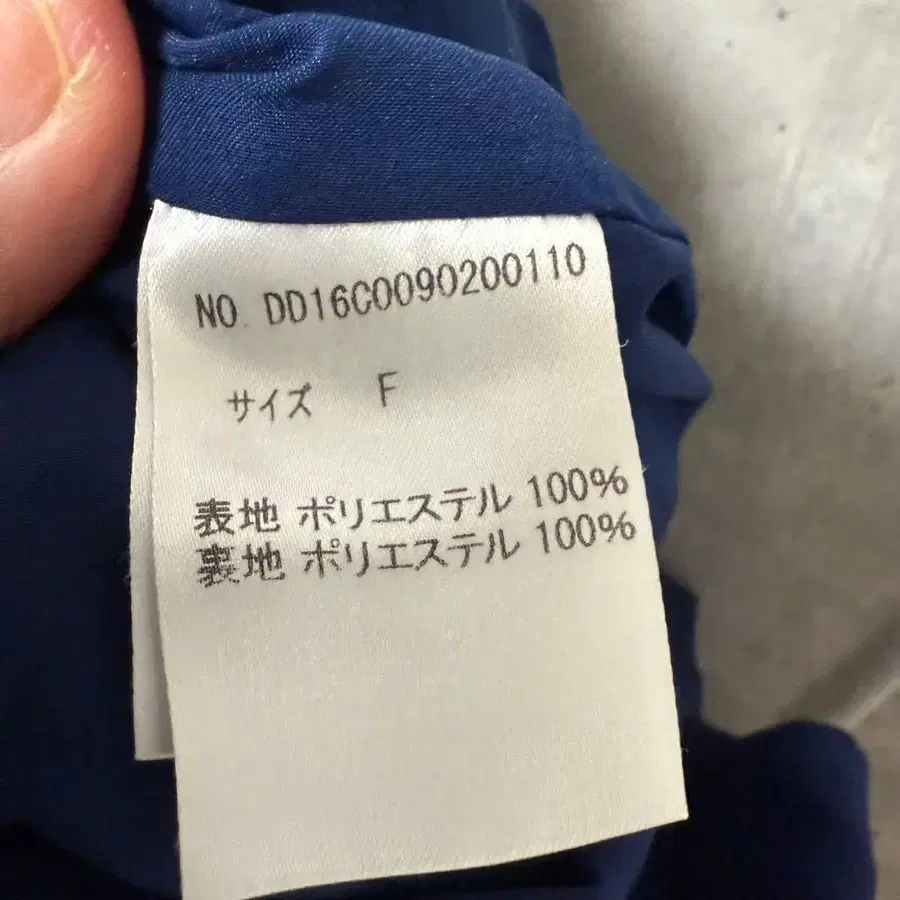 NO. DD16C0090200110
サイズ F
表地 ポリエステル 100%
裏地 ポリエステル 100%